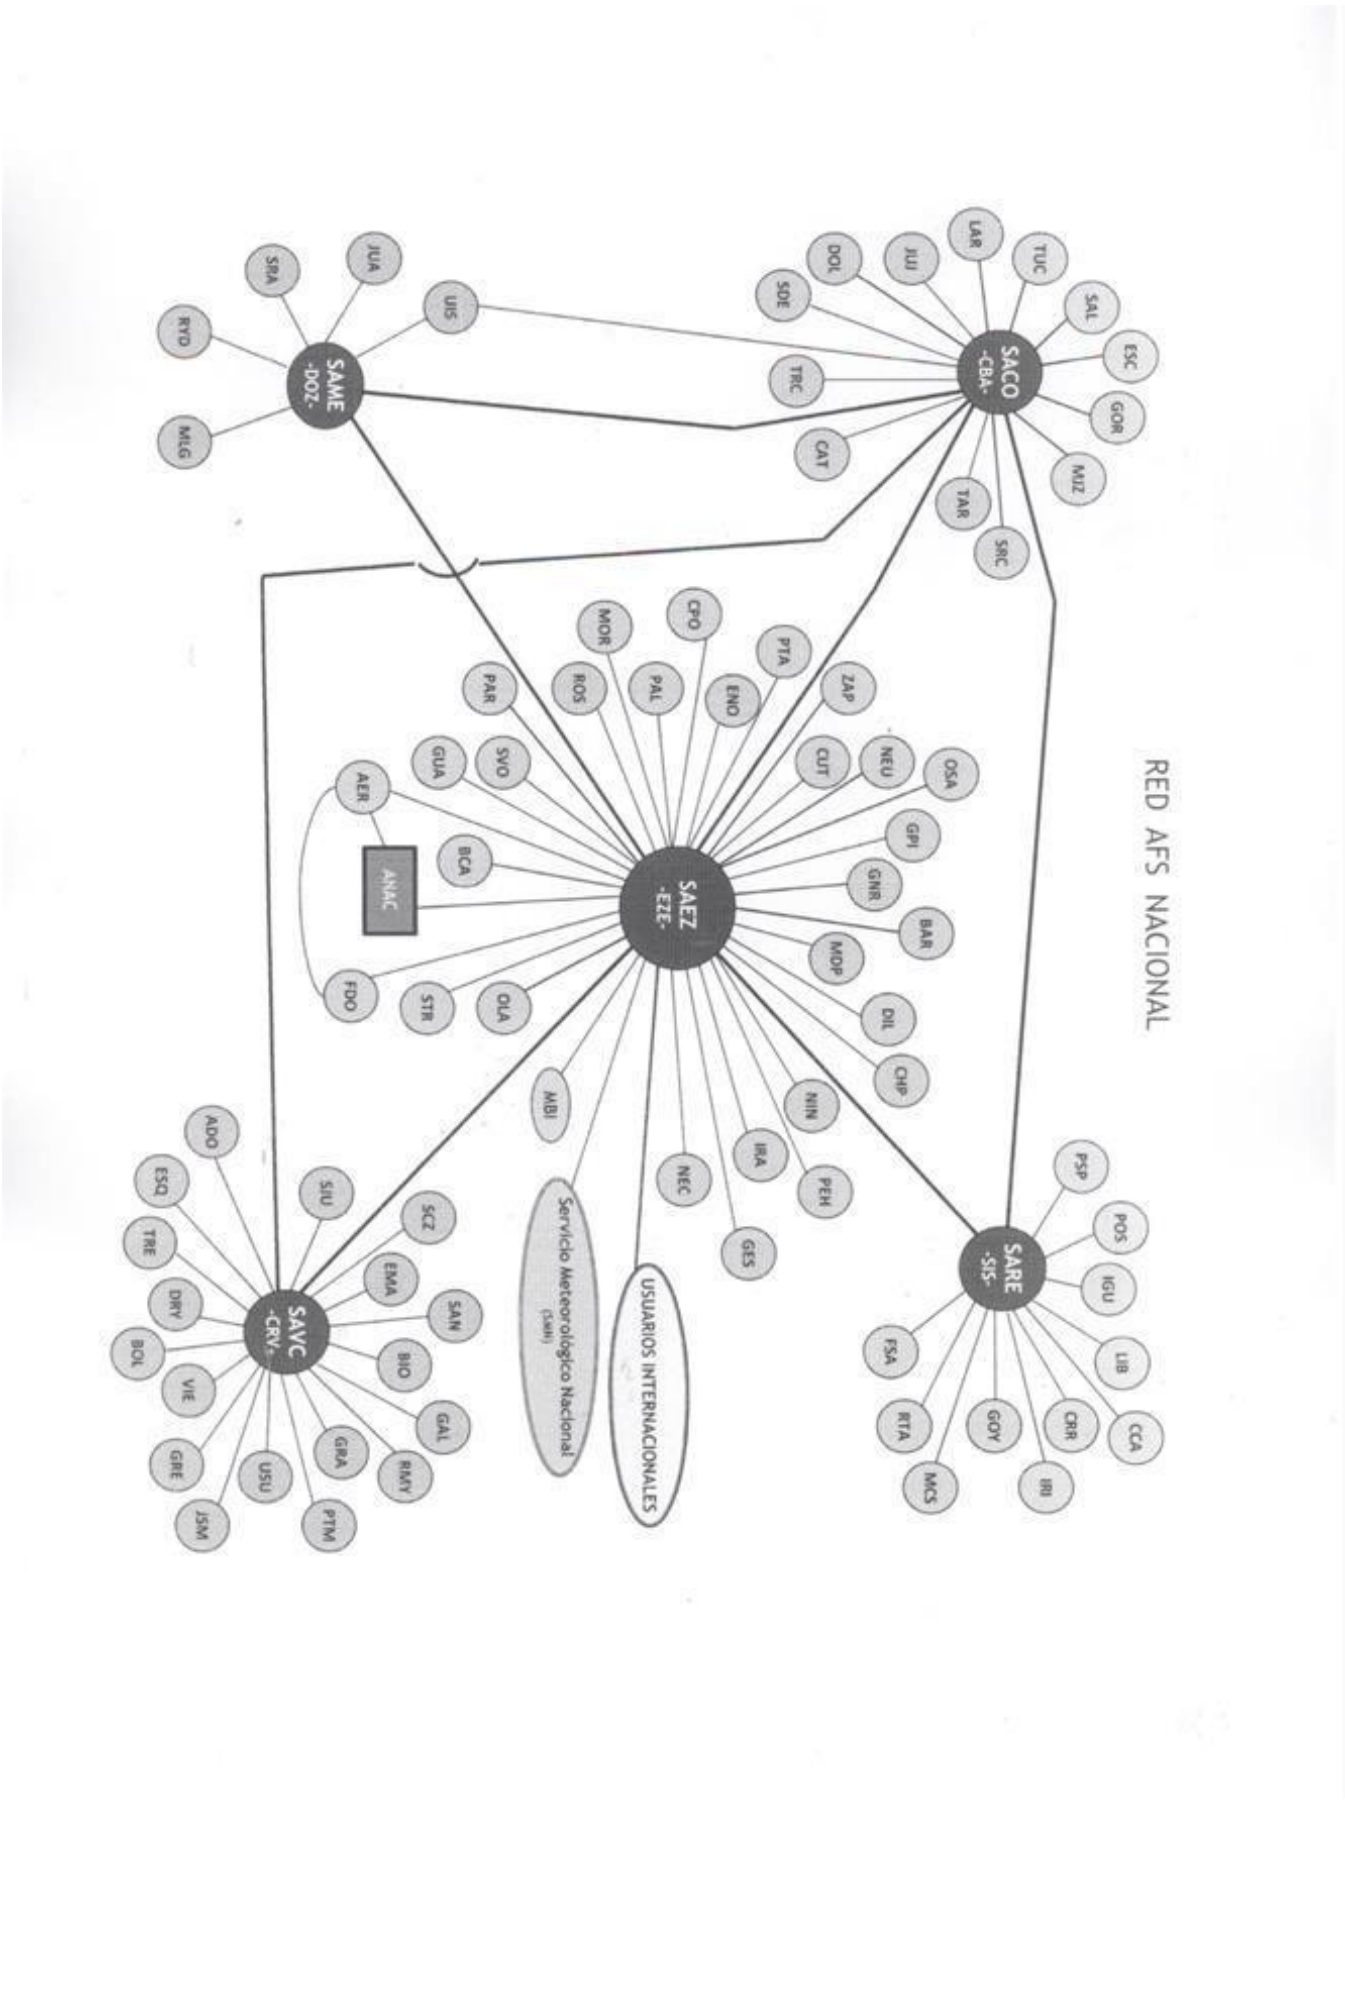 RED AFS NACIONAL
ESC
SAL
GOR
TUC
MJZ
LAR
SACO
-CBA-
SRC
JUJ
TAR
DOL
CAT
SDE
TRC
PSP
POS
IGU
LIB
CCA
SARE
-SIS-
CRR
IRI
GOY
MCS
RTA
FSA
OSA
GPI
BAR
NEU
GNR
DIL
CHP
ZAP
CUT
MDP
NIN
PEH
PTA
IRA
ENO
GES
CPO
SAEZ
-EZE-
NEC
PAL
MOR
ROS
USUARIOS INTERNACIONALES
Servicio Meteorológico Nacional
(SMN)
MBI
PAR
SVO
OLA
GUA
BCA
STR
AER
ANAC
FDO
UIS
JUA
SAME
-DOZ-
SRA
RYD
MLG
SCZ
SAN
GAL
SJU
EMA
BIO
RMY
SAVC
-CRV-
GRA
PTM
ADO
USU
ESQ
TRE
DRY
VIE
BOL
GRE
JSM